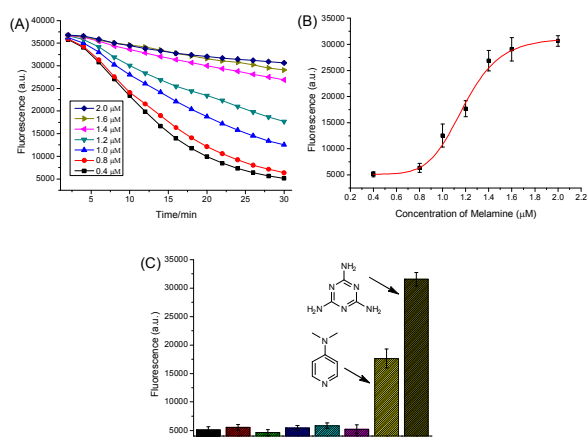 (A)
40000
35000
30000
25000
20000
15000
10000
5000
Fluorescence (a.u.)
2.0 μM
1.6 μM
1.4 μM
1.2 μM
1.0 μM
0.8 μM
0.4 μM
0 5 10 15 20 25 30
Time/min
(B)
35000
30000
25000
20000
15000
10000
5000
0
Fluorescence (a.u.)
0.2 0.4 0.6 0.8 1.0 1.2 1.4 1.6 1.8 2.0 2.2
Concentration of Melamine (μM)
(C)
35000
30000
25000
20000
15000
10000
5000
Fluorescence (a.u.)
NH2
N N
H2N N NH2
N
N